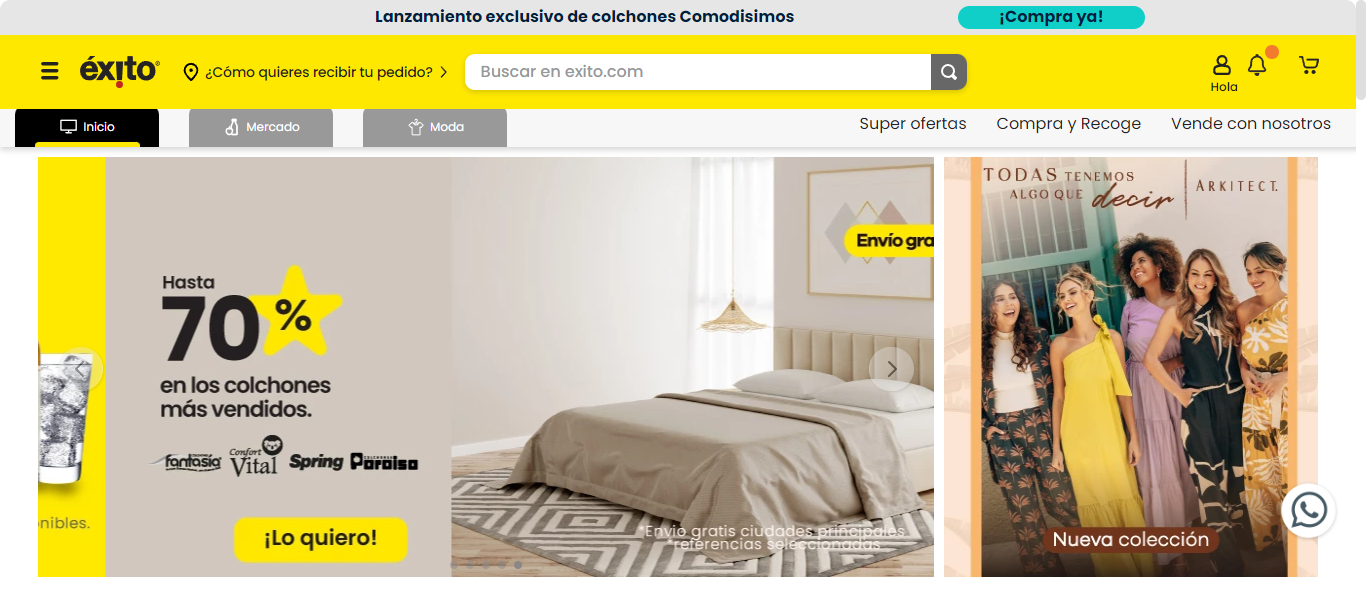 Lanzamiento exclusivo de colchones Comodisimos
¡Compra ya!
éxito
¿Cómo quieres recibir tu pedido?
Buscar en exito.com
Hola
Inicio
Mercado
Moda
Super ofertas
Compra y Recoge
Vende con nosotros
Hasta
70%
en los colchones
más vendidos.
fantasía
Confort
Vital
Spring
Paraiso
¡Lo quiero!
Envío gra
*Envio gratis ciudades principales
*referencias seleccionadas
onibles.
TODAS TENEMOS
ALGO QUE decir
ARKITECT.
Nueva colección